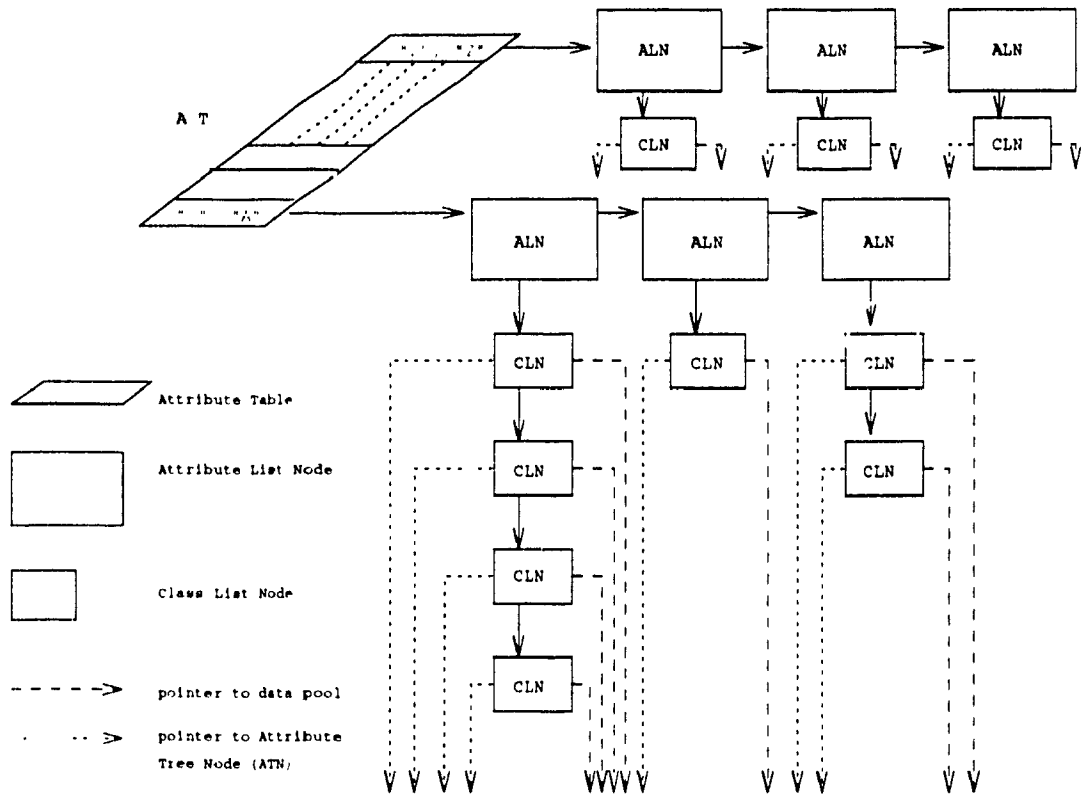 "Z"
ALN ALN ALN
A T
CLN CLN CLN
"A"
ALN ALN ALN
CLN CLN CLN
Attribute Table
Attribute List Node
CLN CLN
CLN
Class List Node
CLN
pointer to data pool
pointer to Attribute
Tree Node (ATN)